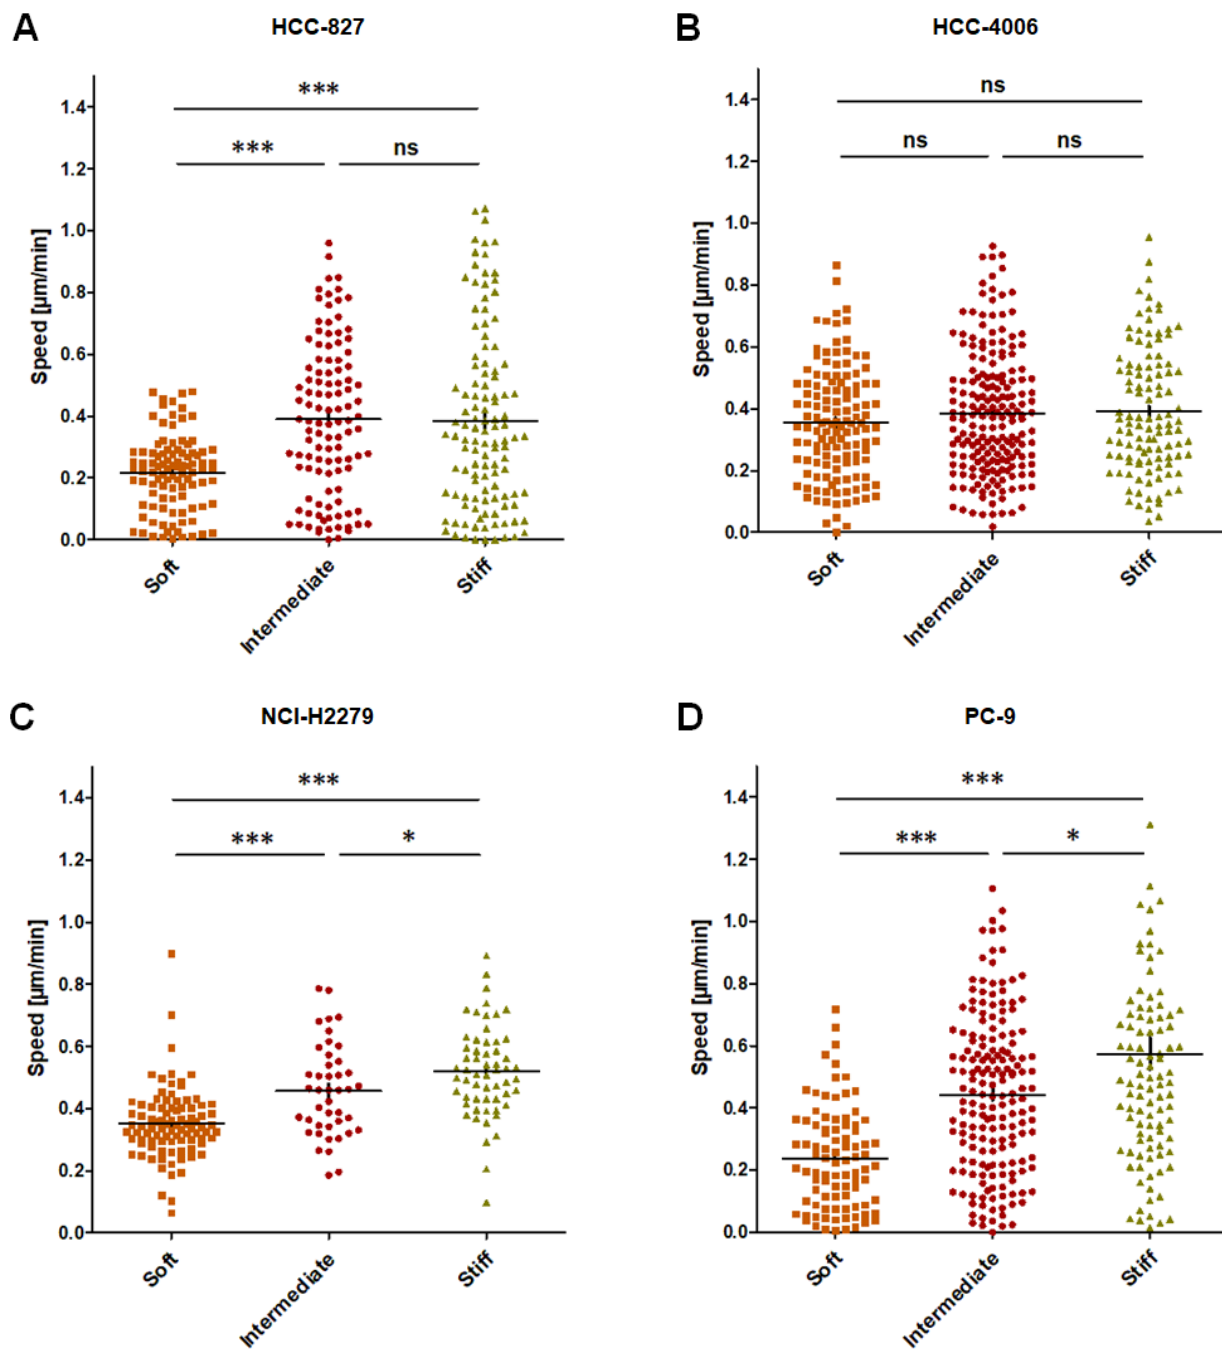 A
HCC-827
Speed [µm/min]
1.4
1.2
1.0
0.8
0.6
0.4
0.2
0.0
***
***
ns
Soft
Intermediate
Stiff
B
HCC-4006
Speed [µm/min]
1.4
1.2
1.0
0.8
0.6
0.4
0.2
0.0
ns
ns
ns
Soft
Intermediate
Stiff
C
NCI-H2279
Speed [µm/min]
1.4
1.2
1.0
0.8
0.6
0.4
0.2
0.0
***
***
*
Soft
Intermediate
Stiff
D
PC-9
Speed [µm/min]
1.4
1.2
1.0
0.8
0.6
0.4
0.2
0.0
***
***
*
Soft
Intermediate
Stiff